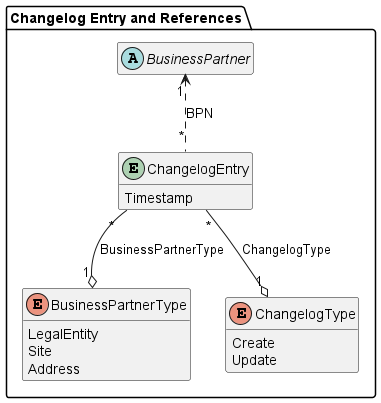 Changelog Entry and References
A BusinessPartner
1
BPN
*
E ChangelogEntry
Timestamp
* *
BusinessPartnerType ChangelogType
1 1
E BusinessPartnerType
LegalEntity
Site
Address
E ChangelogType
Create
Update